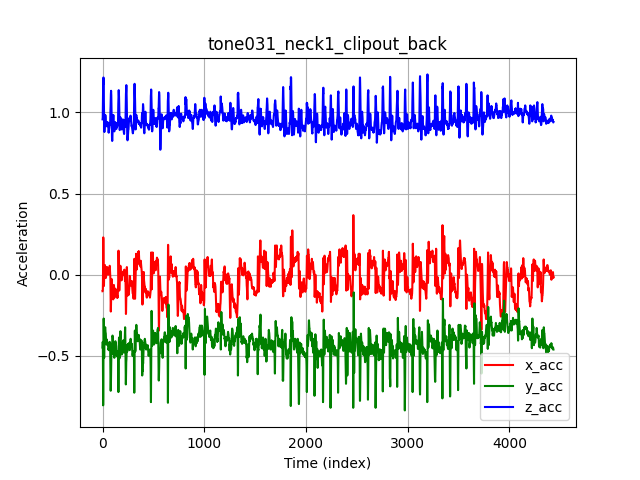 tone031_neck1_clipout_back
1.0
0.5
0.0
−0.5
Acceleration
x_acc
y_acc
z_acc
0 1000 2000 3000 4000
Time (index)